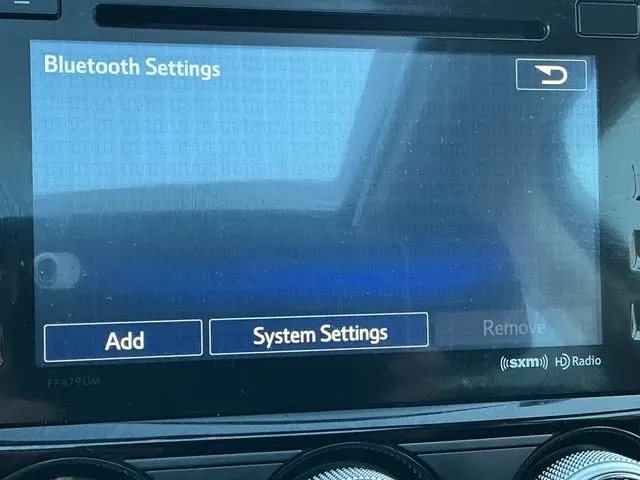 Bluetooth Settings
Add
System Settings
Remove
((sxm)) HD Radio
FF679UM